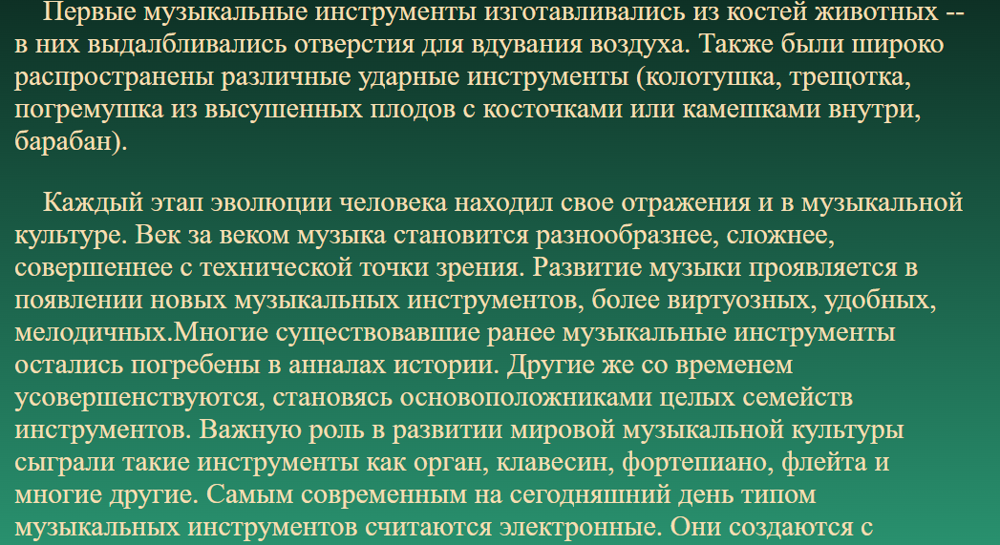 Первые музыкальные инструменты изготавливались из костей животных --
в них выдалбливались отверстия для вдувания воздуха. Также были широко
распространены различные ударные инструменты (колотушка, трещотка,
погремушка из высушенных плодов с косточками или камешками внутри,
барабан).
Каждый этап эволюции человека находил свое отражения и в музыкальной
культуре. Век за веком музыка становится разнообразнее, сложнее,
совершеннее с технической точки зрения. Развитие музыки проявляется в
появлении новых музыкальных инструментов, более виртуозных, удобных,
мелодичных.Многие существовавшие ранее музыкальные инструменты
остались погребены в анналах истории. Другие же со временем
усовершенствуются, становясь основоположниками целых семейств
инструментов. Важную роль в развитии мировой музыкальной культуры
сыграли такие инструменты как орган, клавесин, фортепиано, флейта и
многие другие. Самым современным на сегодняшний день типом
музыкальных инструментов считаются электронные. Они создаются с